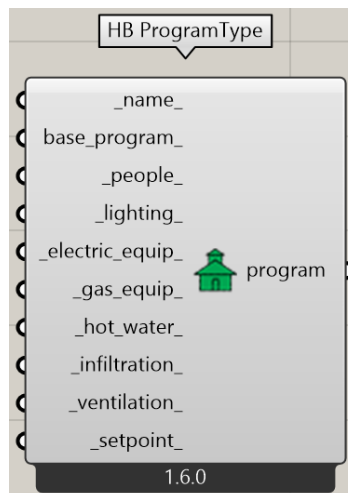 HB ProgramType
_name_
base_program_
_people_
_lighting_
_electric_equip_
_gas_equip_
_hot_water_
_infiltration_
_ventilation_
_setpoint_
program
1.6.0